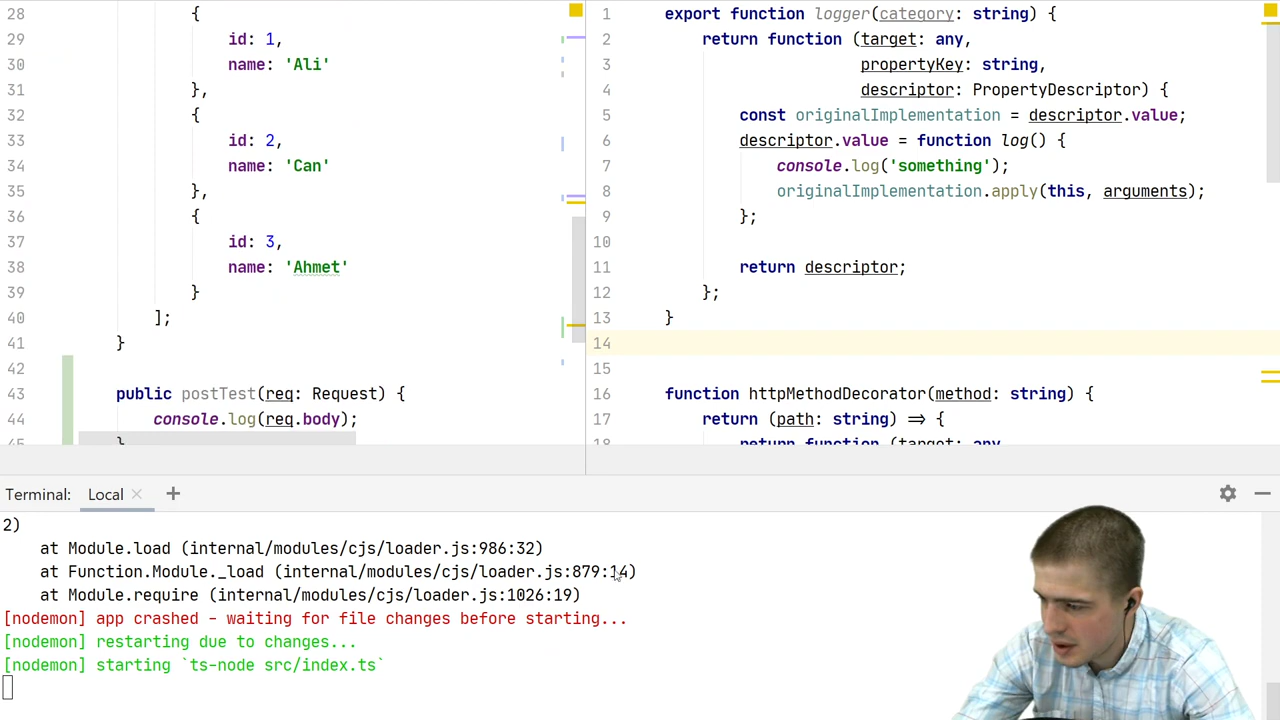 28 {
29 id: 1,
30 name: 'Ali'
31 },
32 {
33 id: 2,
34 name: 'Can'
35 },
36 {
37 id: 3,
38 name: 'Ahmet'
39 }
40 ];
41 }
42
43 public postTest(req: Request) {
44 console.log(req.body);
45 }
1 export function logger(category: string) {
2 return function (target: any,
3 propertyKey: string,
4 descriptor: PropertyDescriptor) {
5 const originalImplementation = descriptor.value;
6 descriptor.value = function log() {
7 console.log('something');
8 originalImplementation.apply(this, arguments);
9 };
10
11 return descriptor;
12 };
13 }
14
15
16 function httpMethodDecorator(method: string) {
17 return (path: string) => {
18 return function (target: any
Terminal: Local × +
2)
at Module.load (internal/modules/cjs/loader.js:986:32)
at Function.Module._load (internal/modules/cjs/loader.js:879:14)
at Module.require (internal/modules/cjs/loader.js:1026:19)
[nodemon] app crashed - waiting for file changes before starting...
[nodemon] restarting due to changes...
[nodemon] starting `ts-node src/index.ts`